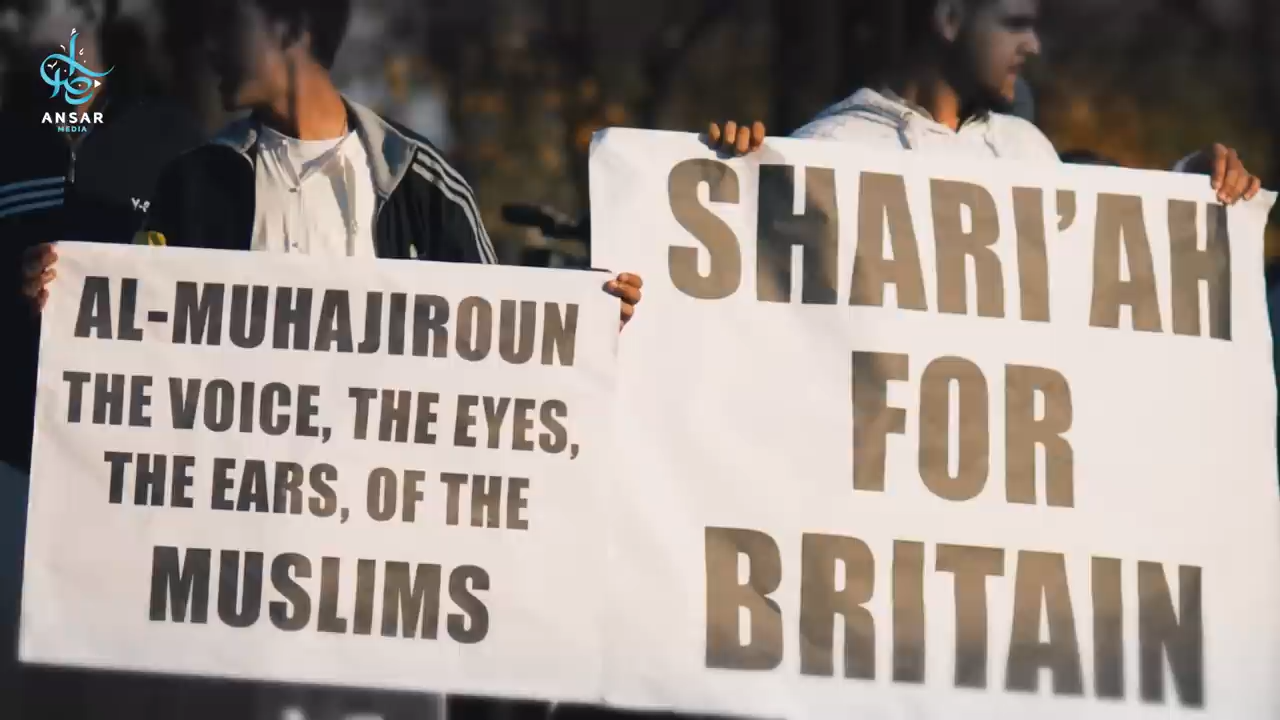 ANSAR
MEDIA
AL-MUHAJIROUN
THE VOICE, THE EYES,
THE EARS, OF THE
MUSLIMS
SHARI'AH
FOR
BRITAIN